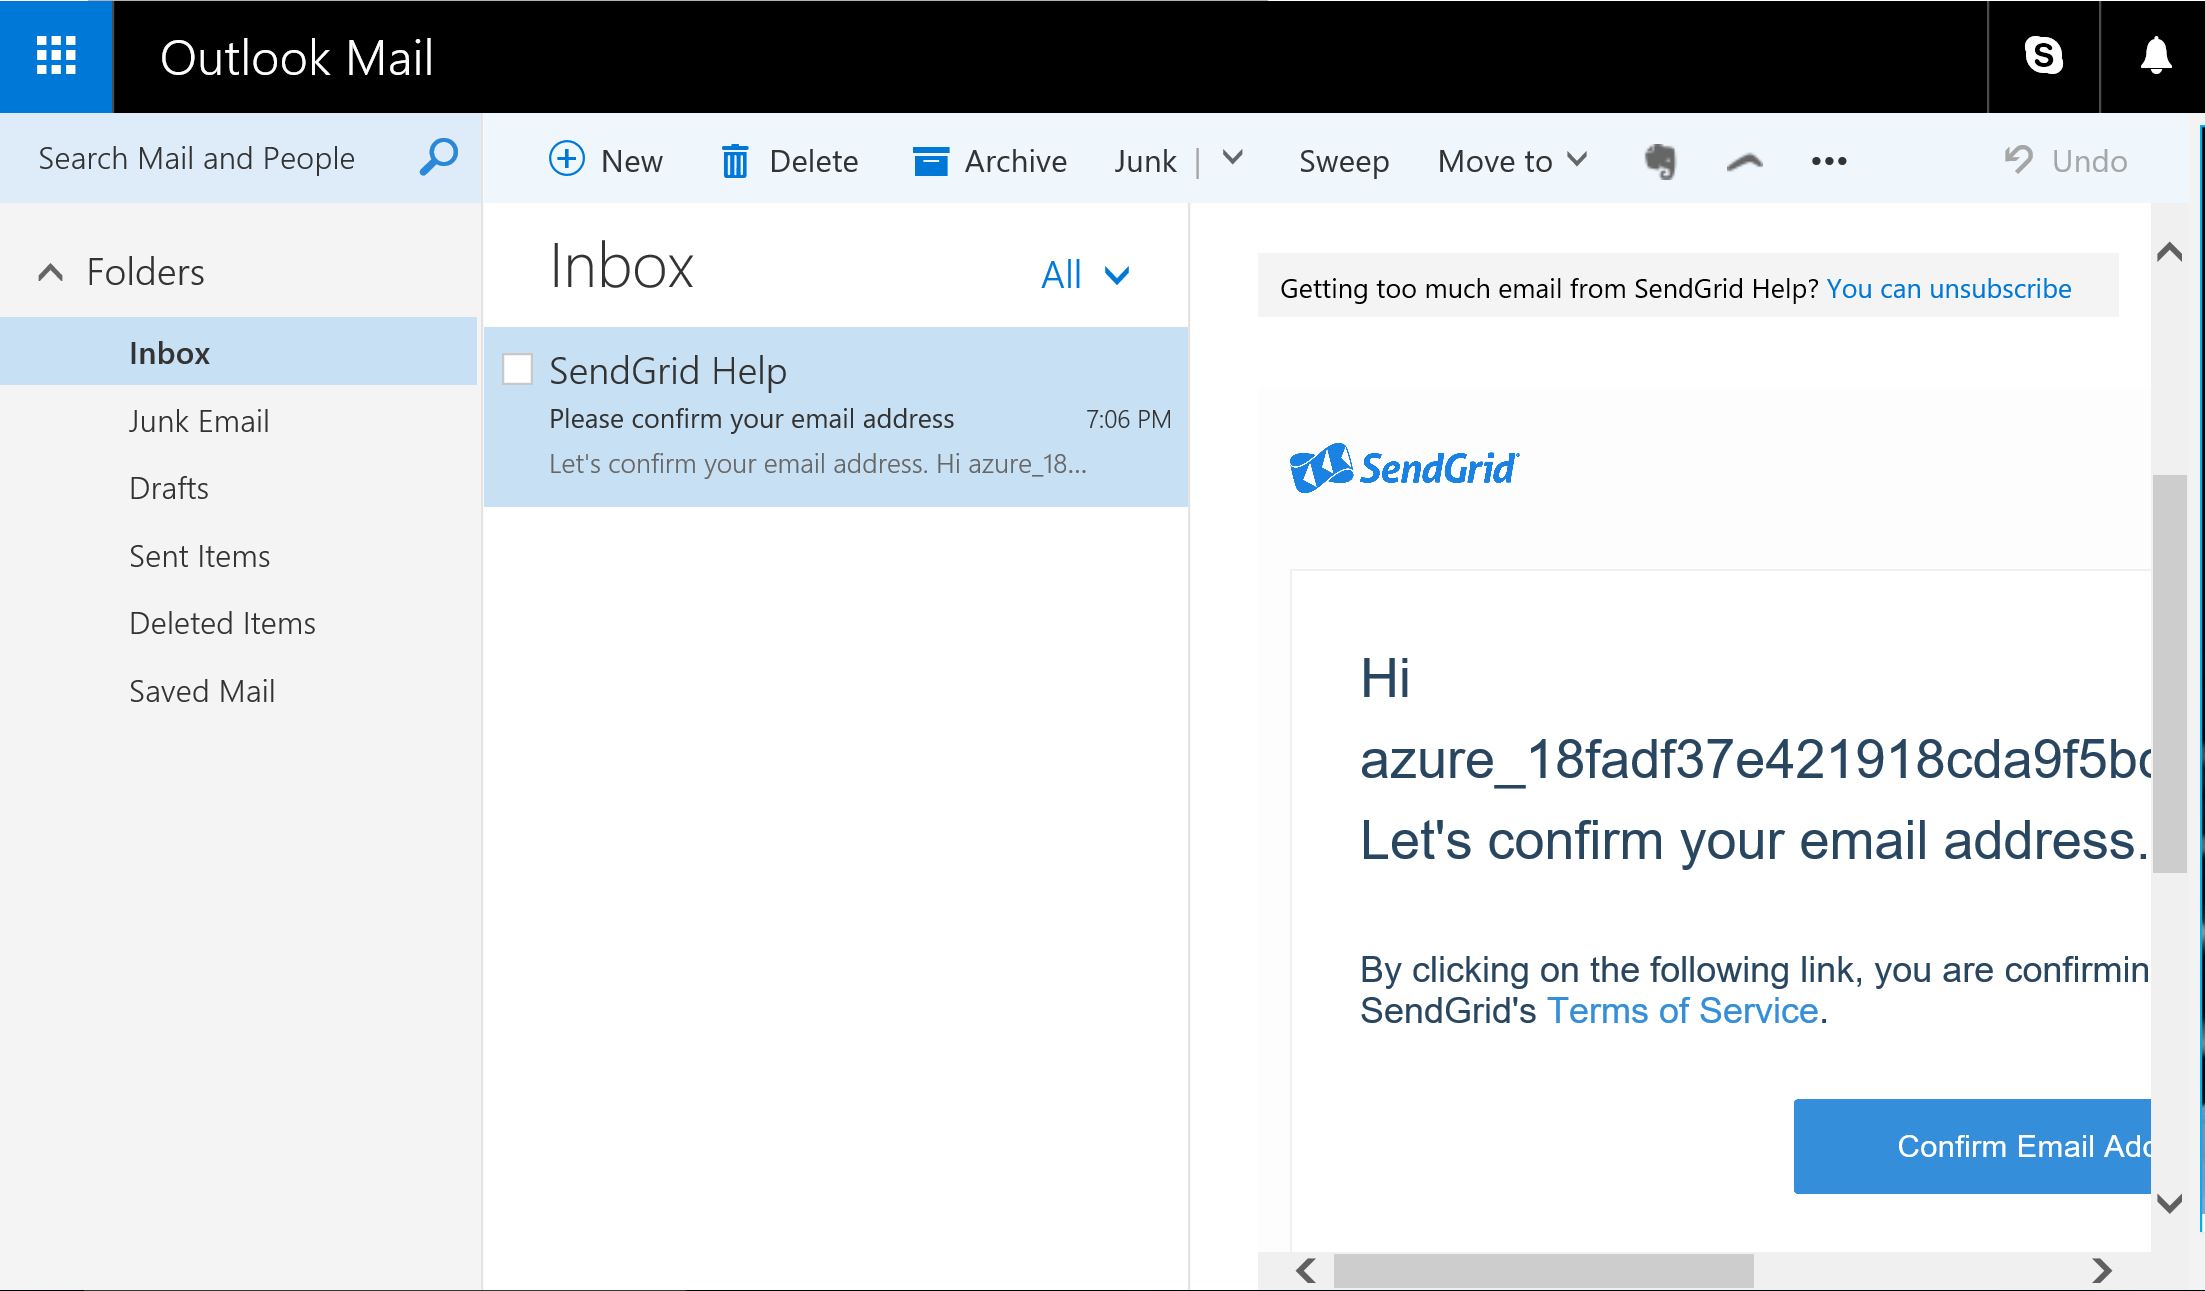 Outlook Mail
Search Mail and People
New
Delete
Archive
Junk |
Sweep
Move to
Undo
Folders
Inbox
Junk Email
Drafts
Sent Items
Deleted Items
Saved Mail
Inbox
All
SendGrid Help
Please confirm your email address
7:06 PM
Let's confirm your email address. Hi azure_18...
Getting too much email from SendGrid Help? You can unsubscribe
SendGrid
Hi
azure_18fadf37e421918cda9f5b
Let's confirm your email address.
By clicking on the following link, you are confirmin
SendGrid's Terms of Service.
Confirm Email Add